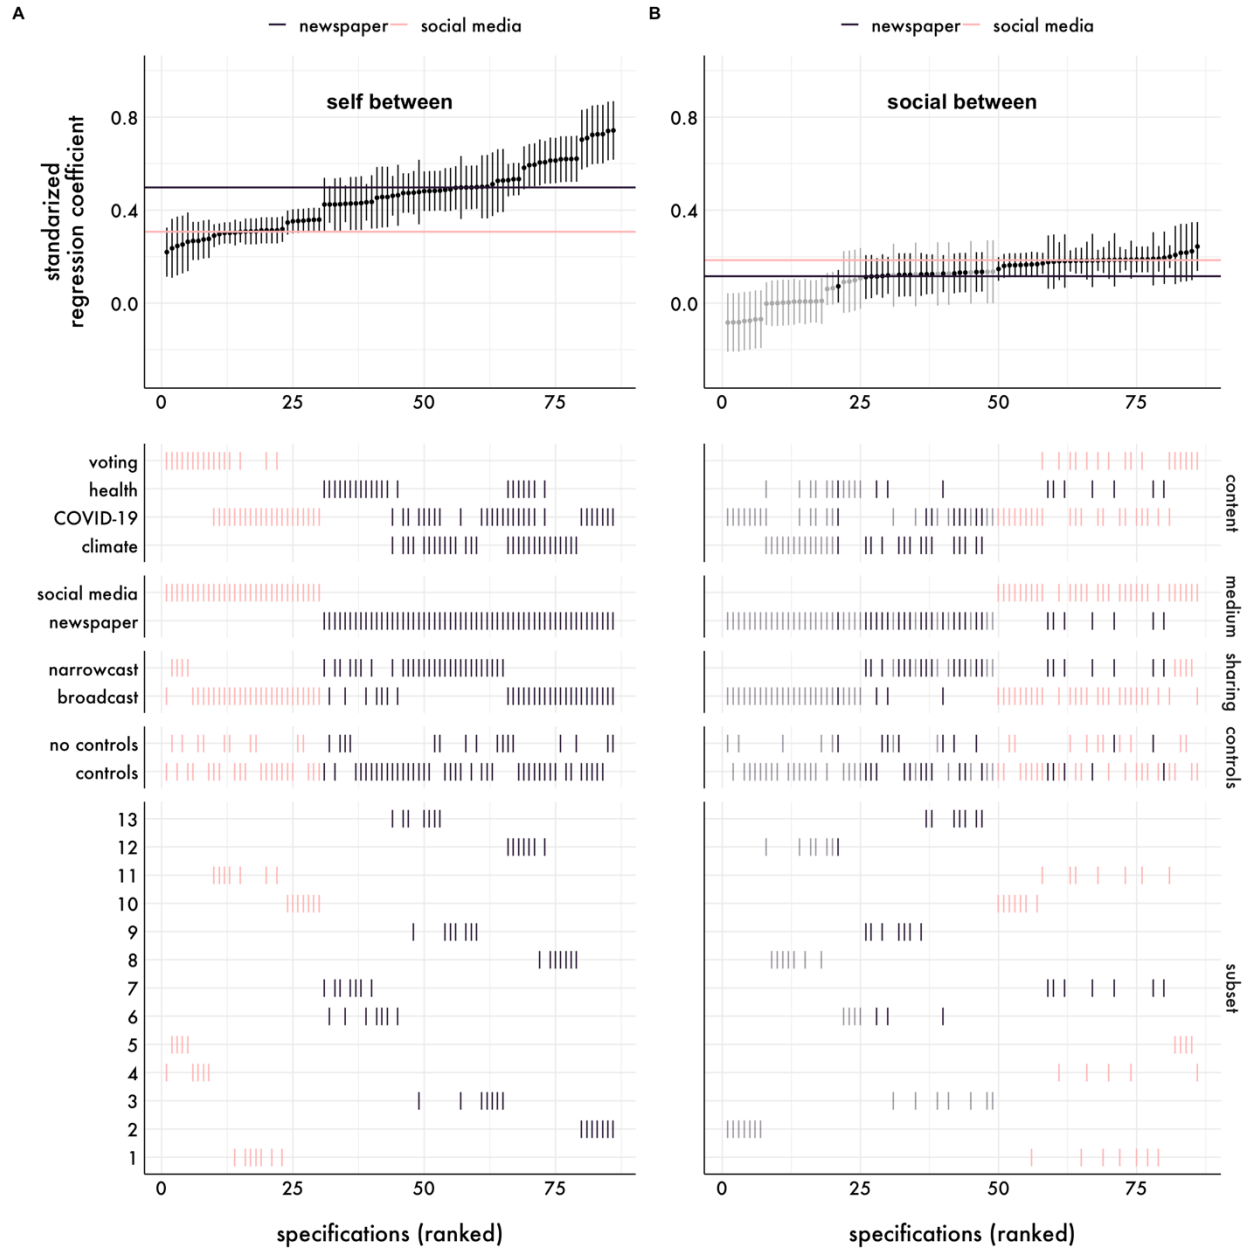 A
newspaper social media
B
newspaper social media
self between
social between
standarized
regression coefficient
0.8
0.4
0.0
0.8
0.4
0.0
0 25 50 75
0 25 50 75
voting
health
COVID-19
climate
content
social media
newspaper
medium
narrowcast
broadcast
sharing
no controls
controls
controls
13
12
11
10
9
8
7
6
5
4
3
2
1
subset
0 25 50 75
0 25 50 75
specifications (ranked)
specifications (ranked)